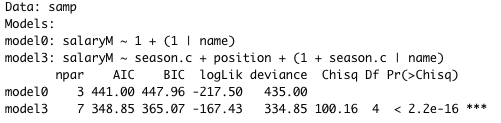 Data: samp
Models:
model0: salaryM ~ 1 + (1 | name)
model3: salaryM ~ season.c + position + (1 + season.c | name)
npar AIC BIC logLik deviance Chisq Df Pr(>Chisq)
model0 3 441.00 447.96 -217.50 435.00
model3 7 348.85 365.07 -167.43 334.85 100.16 4 < 2.2e-16 ***